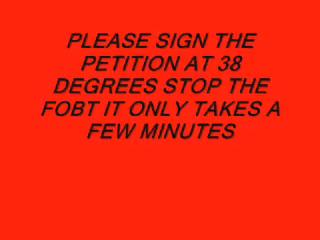 PLEASE SIGN THE
PETITION AT 38
DEGREES STOP THE
FOBT IT ONLY TAKES A
FEW MINUTES